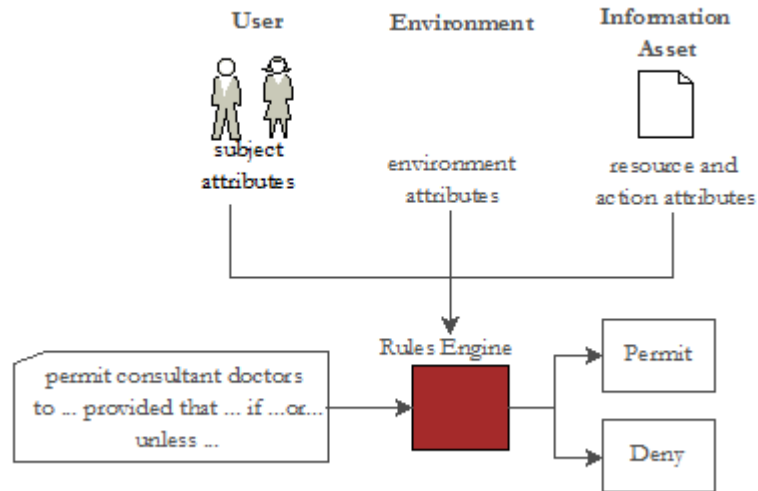 User
Environment
Information
Asset
subject
attributes
environment
attributes
resource and
action attributes
Rules Engine
permit consultant doctors
to ... provided that ... if ...or...
unless ...
Permit
Deny